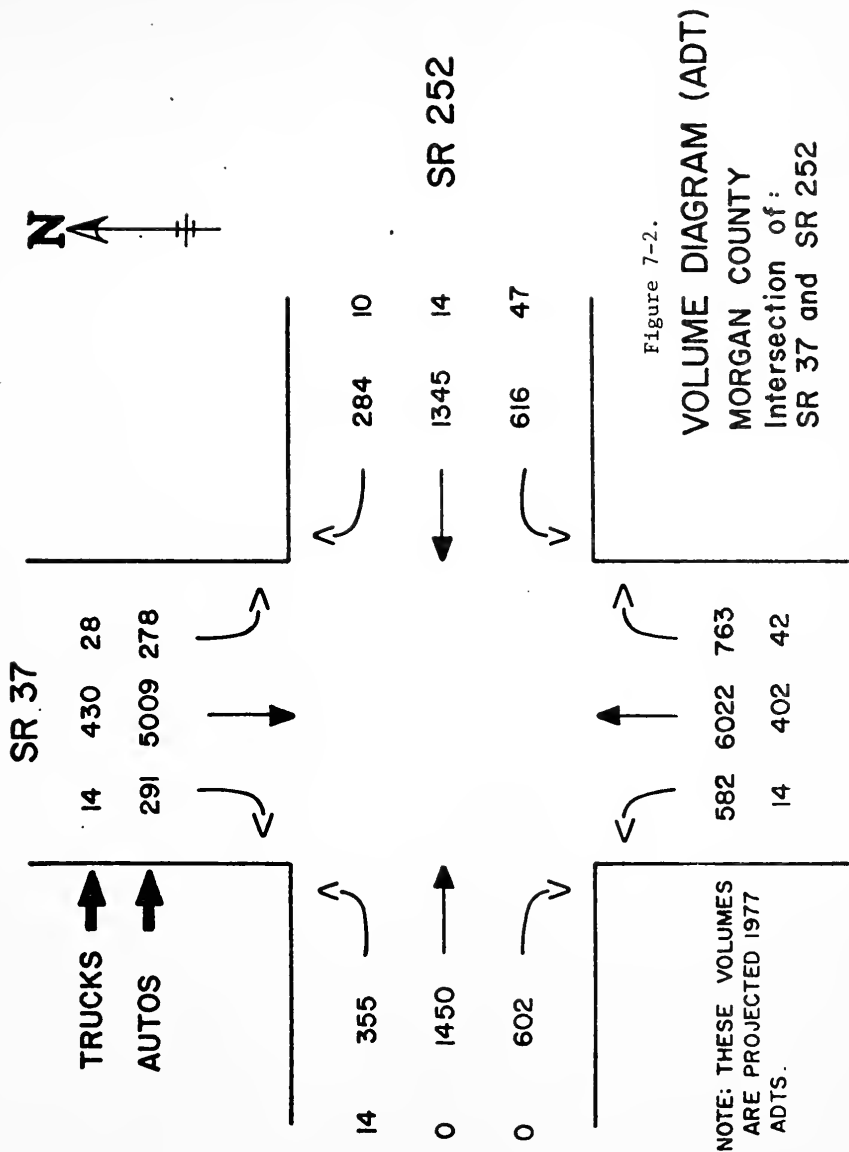 SR 37
N
TRUCKS 14 430 28
AUTOS 291 5009 278
SR 252
14 355
0 1450
0 602
284 10
1345 14
616 47
582 6022 763
14 402 42
NOTE: THESE VOLUMES
ARE PROJECTED 1977
ADTS.
Figure 7-2.
VOLUME DIAGRAM (ADT)
MORGAN COUNTY
Intersection of:
SR 37 and SR 252